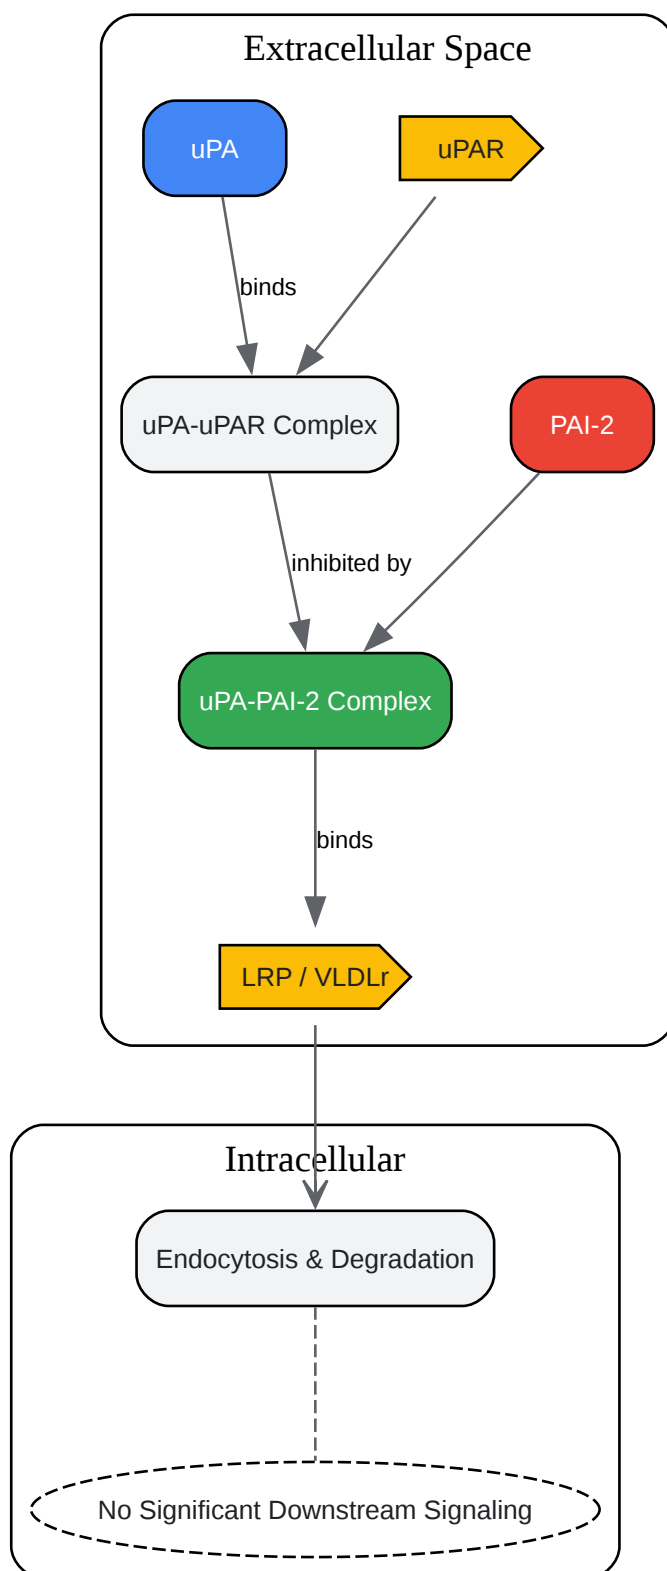 Extracellular Space
uPA
uPAR
binds
uPA-uPAR Complex
PAI-2
inhibited by
uPA-PAI-2 Complex
binds
LRP / VLDLr
Intracellular
Endocytosis & Degradation
No Significant Downstream Signaling